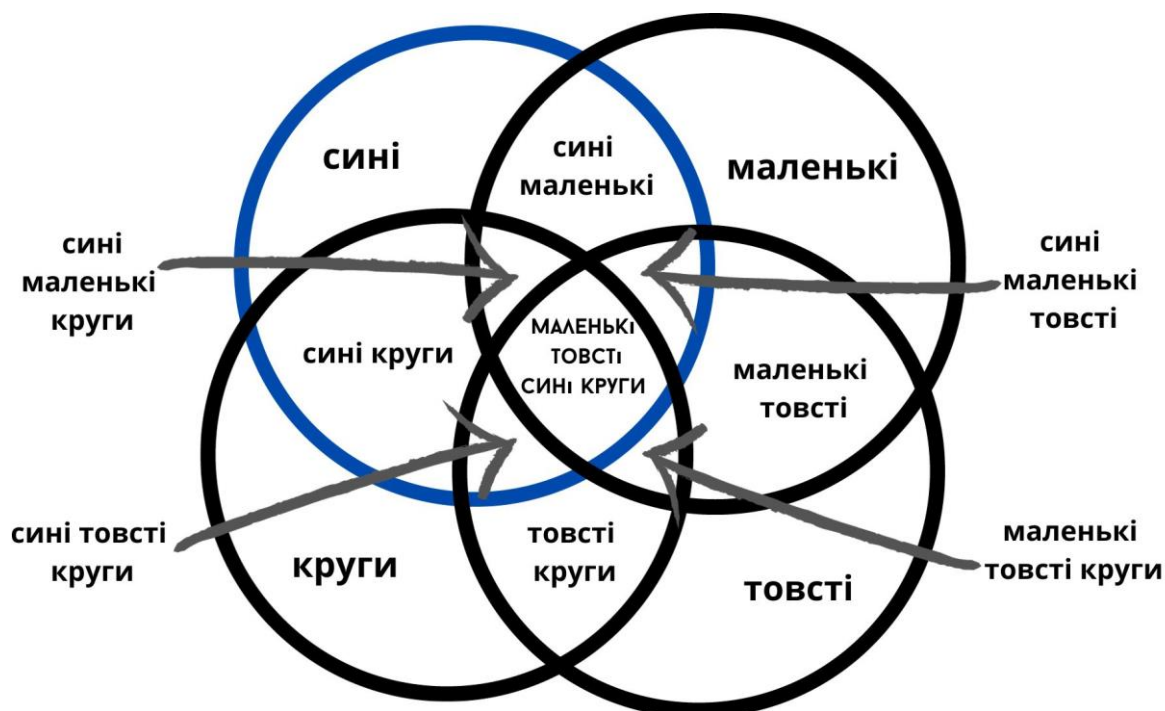 сині
сині
маленькі
маленькі
сині
маленькі
круги
сині
маленькі
товсті
сині круги
МАЛЕНЬКІ
ТОВСТІ
СИНІ КРУГИ
маленькі
товсті
сині товсті
круги
круги
товсті
круги
товсті
маленькі
товсті круги